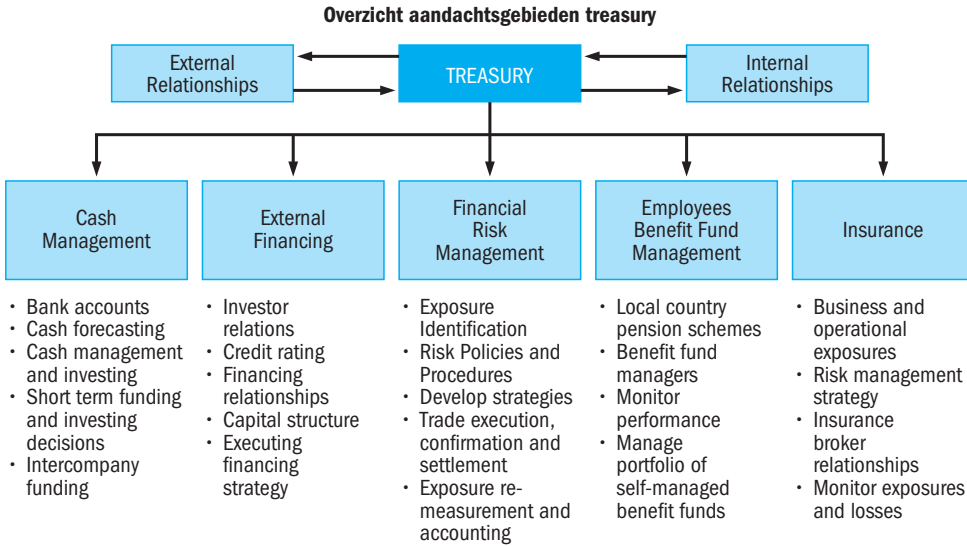 Overzicht aandachtsgebieden treasury
External
Relationships
TREASURY
Internal
Relationships
Cash
Management
External
Financing
Financial
Risk
Management
Employees
Benefit Fund
Management
Insurance
· Bank accounts
· Cash forecasting
· Cash management
and investing
· Short term funding
and investing
decisions
· Intercompany
funding
· Investor
relations
· Credit rating
· Financing
relationships
· Capital structure
· Executing
financing
strategy
· Exposure
Identification
· Risk Policies and
Procedures
· Develop strategies
· Trade execution,
confirmation and
settlement
· Exposure re-
measurement and
accounting
· Local country
pension schemes
· Benefit fund
managers
· Monitor
performance
· Manage
portfolio of
self-managed
benefit funds
· Business and
operational
exposures
· Risk management
strategy
· Insurance
broker
relationships
· Monitor exposures
and losses